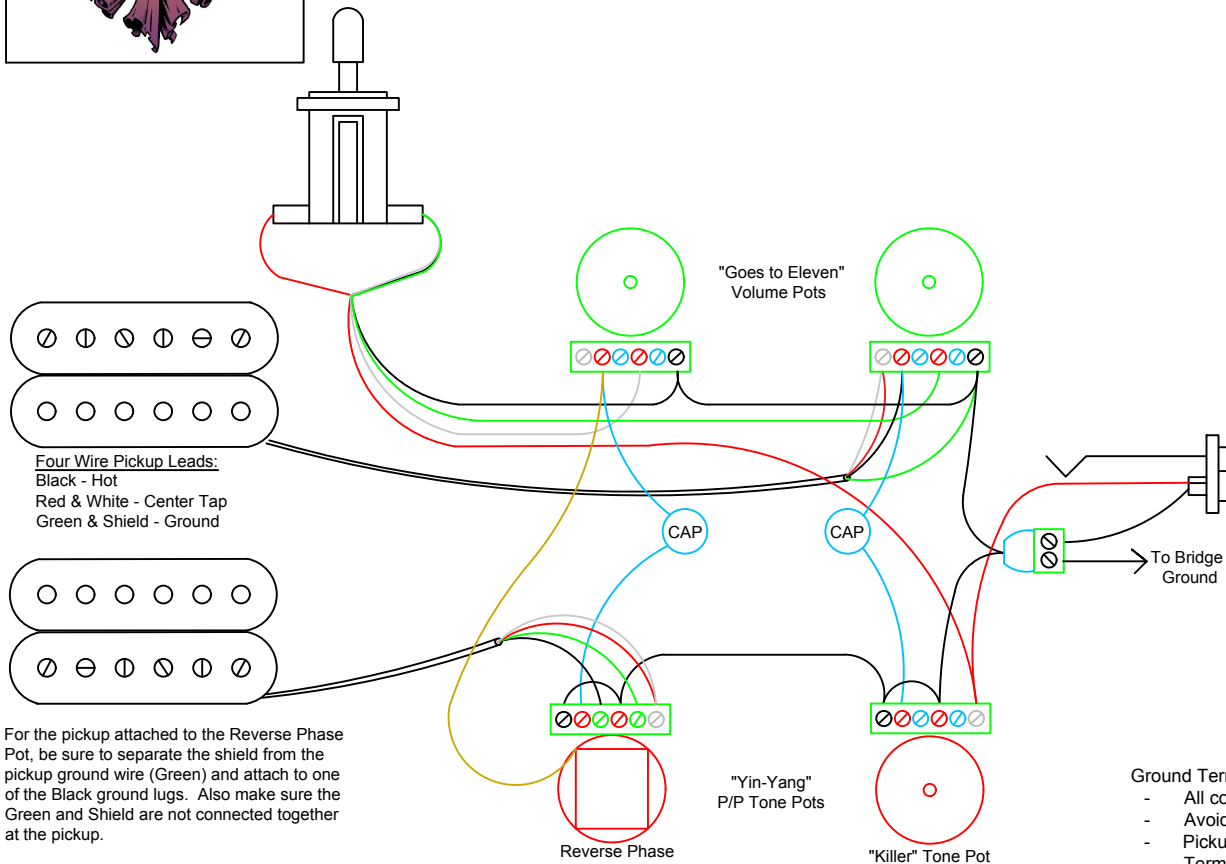 "Goes to Eleven"
Volume Pots
Four Wire Pickup Leads:
Black - Hot
Red & White - Center Tap
Green & Shield - Ground
CAP
CAP
To Bridge
Ground
For the pickup attached to the Reverse Phase
Pot, be sure to separate the shield from the
pickup ground wire (Green) and attach to one
of the Black ground lugs.  Also make sure the
Green and Shield are not connected together
at the pickup.
"Yin-Yang"
P/P Tone Pots
Reverse Phase
"Killer" Tone Pot
Ground
- All
- Avoid
- Pickup